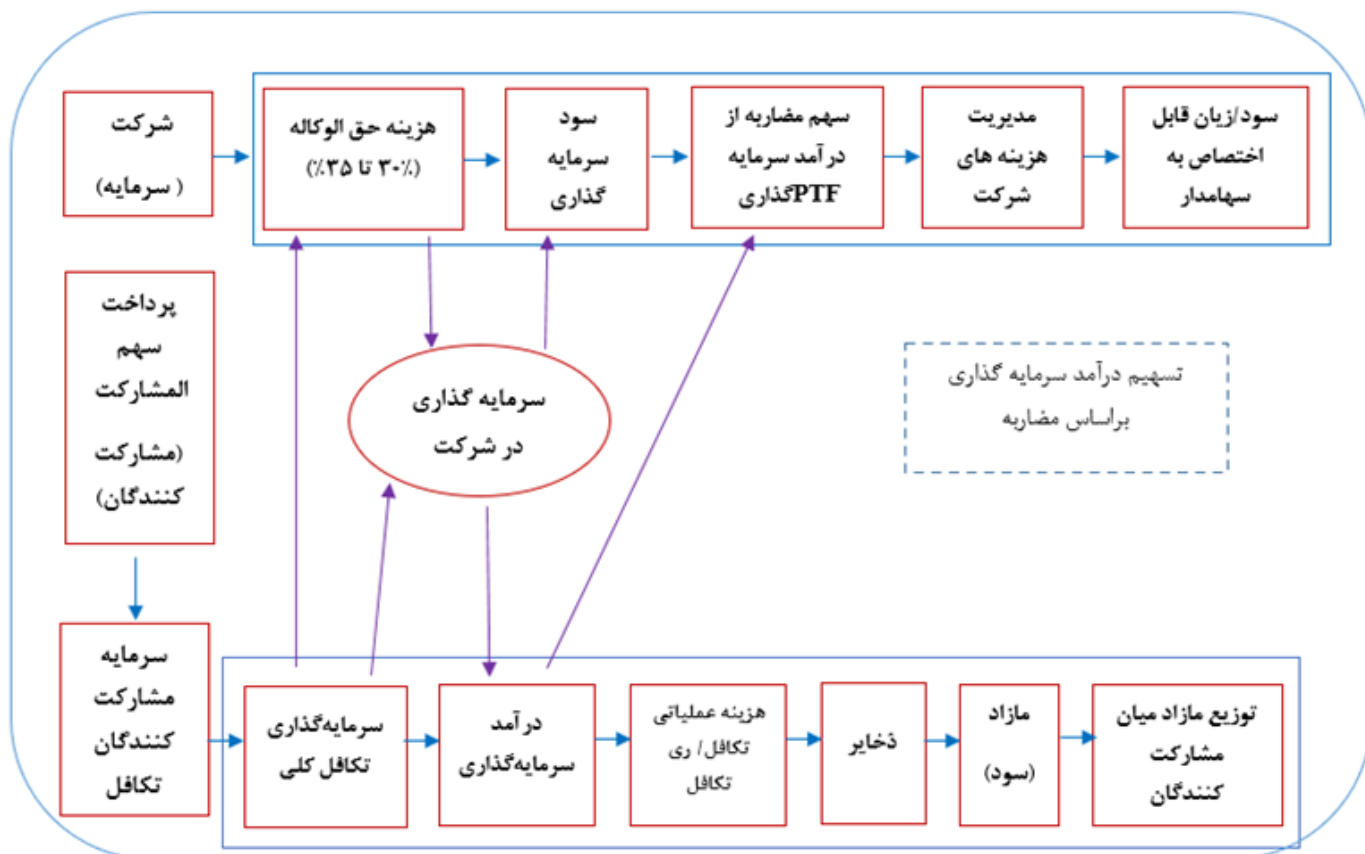 شرکت
( سرمایه)
هزینه حق الوکاله
(۳۰٪ تا ۳۵٪)
سود
سرمایه
گذاری
سهم مضاربه از
درآمد سرمایه
گذاریPTF
مدیریت
هزینه های
شرکت
سود/زیان قابل
اختصاص به
سهامدار
پرداخت
سهم
المشارکت
(مشارکت
کنندگان)
سرمایه گذاری
در شرکت
تسهیم درآمد سرمایه گذاری
براساس مضاربه
سرمایه
مشارکت
کنندگان
تکافل
سرمایه‌گذاری
تکافل کلی
درآمد
سرمایه‌گذاری
هزینه عملیاتی
تکافل/ ری
تکافل
ذخایر
مازاد
(سود)
توزیع مازاد میان
مشارکت
کنندگان